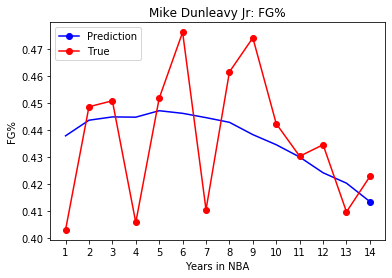 Mike Dunleavy Jr: FG%
Prediction
True
FG%
0.47
0.46
0.45
0.44
0.43
0.42
0.41
0.40
1 2 3 4 5 6 7 8 9 10 11 12 13 14
Years in NBA